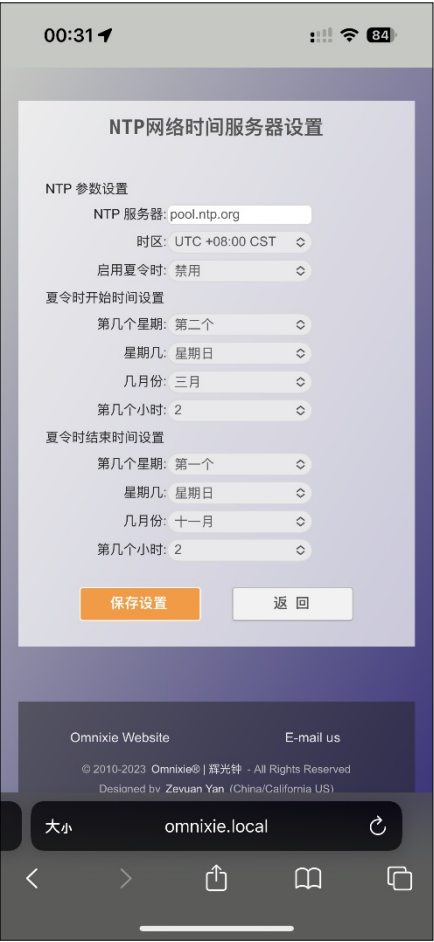 00:31
84
NTP网络时间服务器设置
NTP 参数设置
NTP 服务器: pool.ntp.org
时区: UTC +08:00 CST
启用夏令时: 禁用
夏令时开始时间设置
第几个星期: 第二个
星期几: 星期日
几月份: 三月
第几个小时: 2
夏令时结束时间设置
第几个星期: 第一个
星期几: 星期日
几月份: 十一月
第几个小时: 2
保存设置 返 回
Omnixie Website E-mail us
© 2010-2023 Omnixie® | 辉光钟 - All Rights Reserved
Designed by Zeyuan Yan (China/California US)
大小 omnixie.local